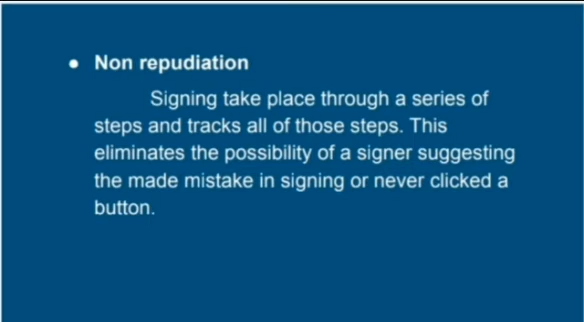 ● Non repudiation
Signing take place through a series of
steps and tracks all of those steps. This
eliminates the possibility of a signer suggesting
the made mistake in signing or never clicked a
button.